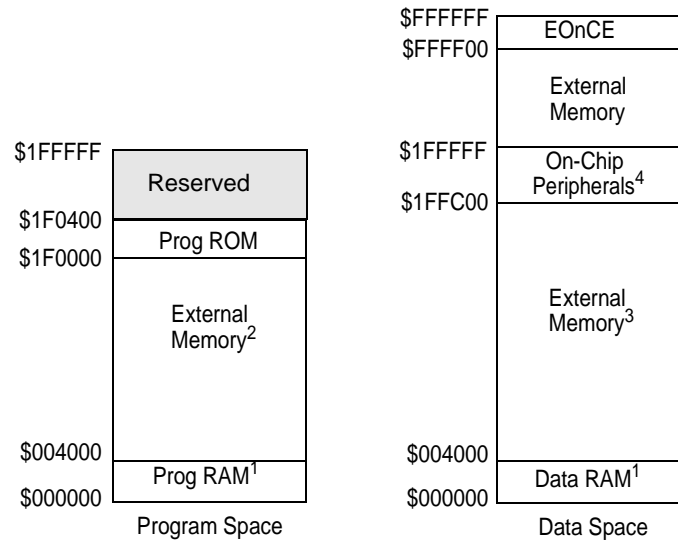 $1FFFFF
Reserved
$1F0400
Prog ROM
$1F0000
External
Memory2
$004000
Prog RAM1
$000000
Program Space
$FFFFFF
EOnCE
$FFFF00
External
Memory
$1FFFFF
On-Chip
Peripherals4
$1FFC00
External
Memory3
$004000
Data RAM1
$000000
Data Space